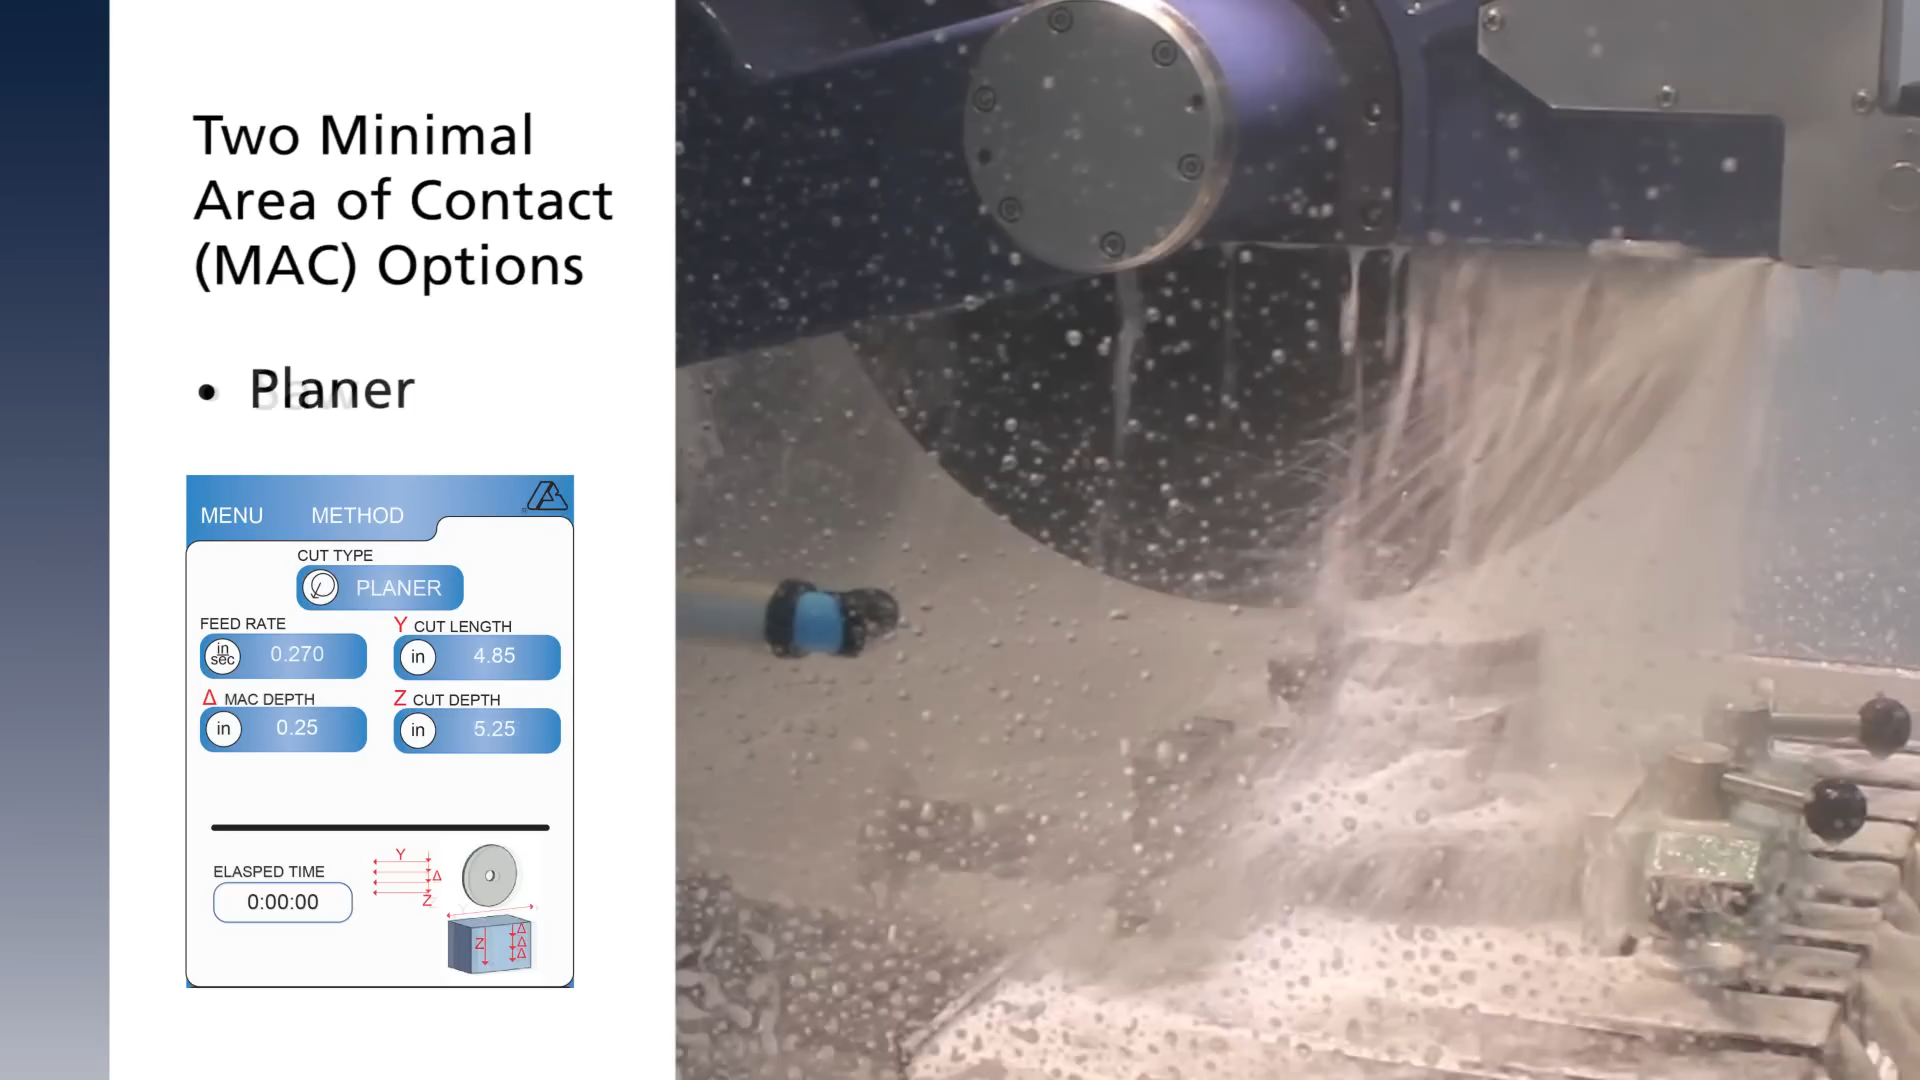 Two Minimal
Area of Contact
(MAC) Options
• Planer
MENU METHOD
CUT TYPE
PLANER
FEED RATE Y CUT LENGTH
in sec 0.270 in 4.85
Δ MAC DEPTH Z CUT DEPTH
in 0.25 in 5.25
ELASPED TIME
0:00:00
Y
Δ
Z
Z Δ
Δ
Δ